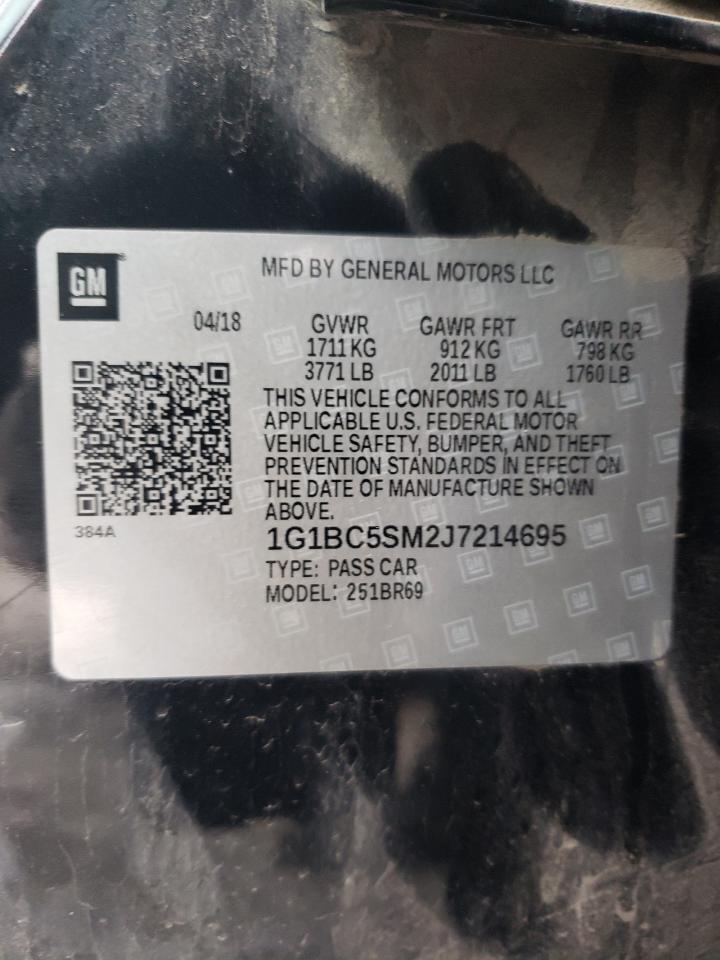 GM
MFD BY GENERAL MOTORS LLC
04/18 GVWR GAWR FRT GAWR RR
1711 KG 912 KG 798 KG
3771 LB 2011 LB 1760 LB
THIS VEHICLE CONFORMS TO ALL
APPLICABLE U.S. FEDERAL MOTOR
VEHICLE SAFETY, BUMPER, AND THEFT
PREVENTION STANDARDS IN EFFECT ON
THE DATE OF MANUFACTURE SHOWN
ABOVE.
384A
1G1BC5SM2J7214695
TYPE: PASS CAR
MODEL: 251BR69